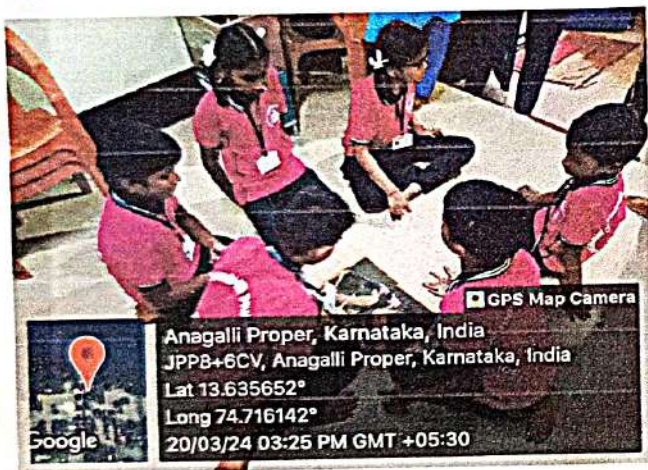 GPS Map Camera
Anagalli Proper, Karnataka, India
JPP8+6CV, Anagalli Proper, Karnataka, India
Lat 13.635652°
Long 74.716142°
20/03/24 03:25 PM GMT +05:30
Google